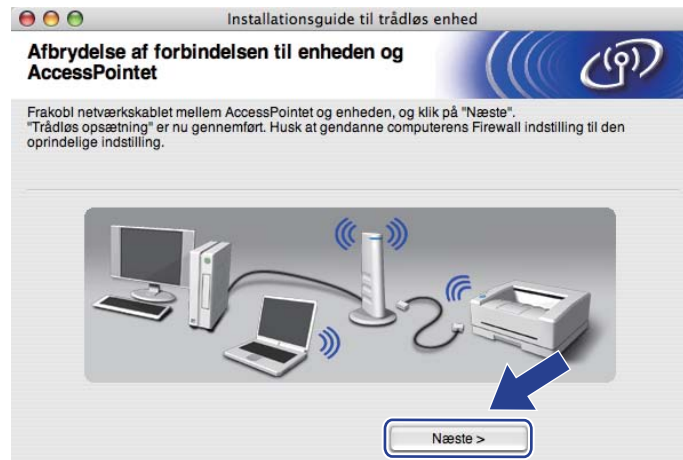 Installationsguide til trådløs enhed
Afbrydelse af forbindelsen til enheden og
AccessPointet
Frakobl netværkskablet mellem AccessPointet og enheden, og klik på "Næste".
"Trådløs opsætning" er nu gennemført. Husk at gendanne computerens Firewall indstilling til den
oprindelige indstilling.
Næste >